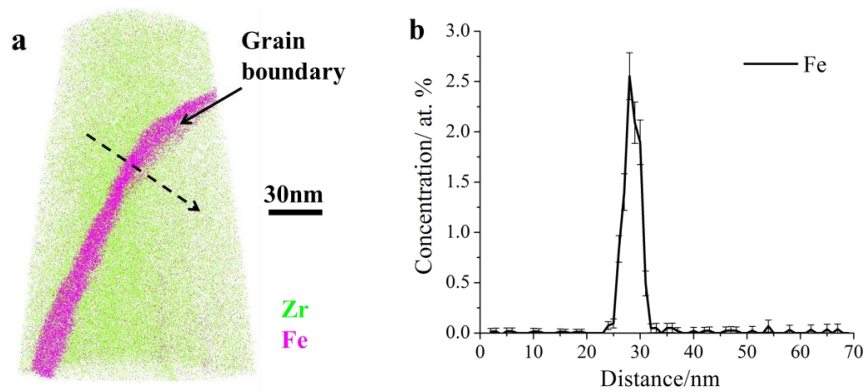 a
Grain
boundary
30nm
Zr
Fe
b
Fe
3.0
2.5
2.0
1.5
1.0
0.5
0.0
Concentration/ at. %
0 10 20 30 40 50 60 70
Distance/nm